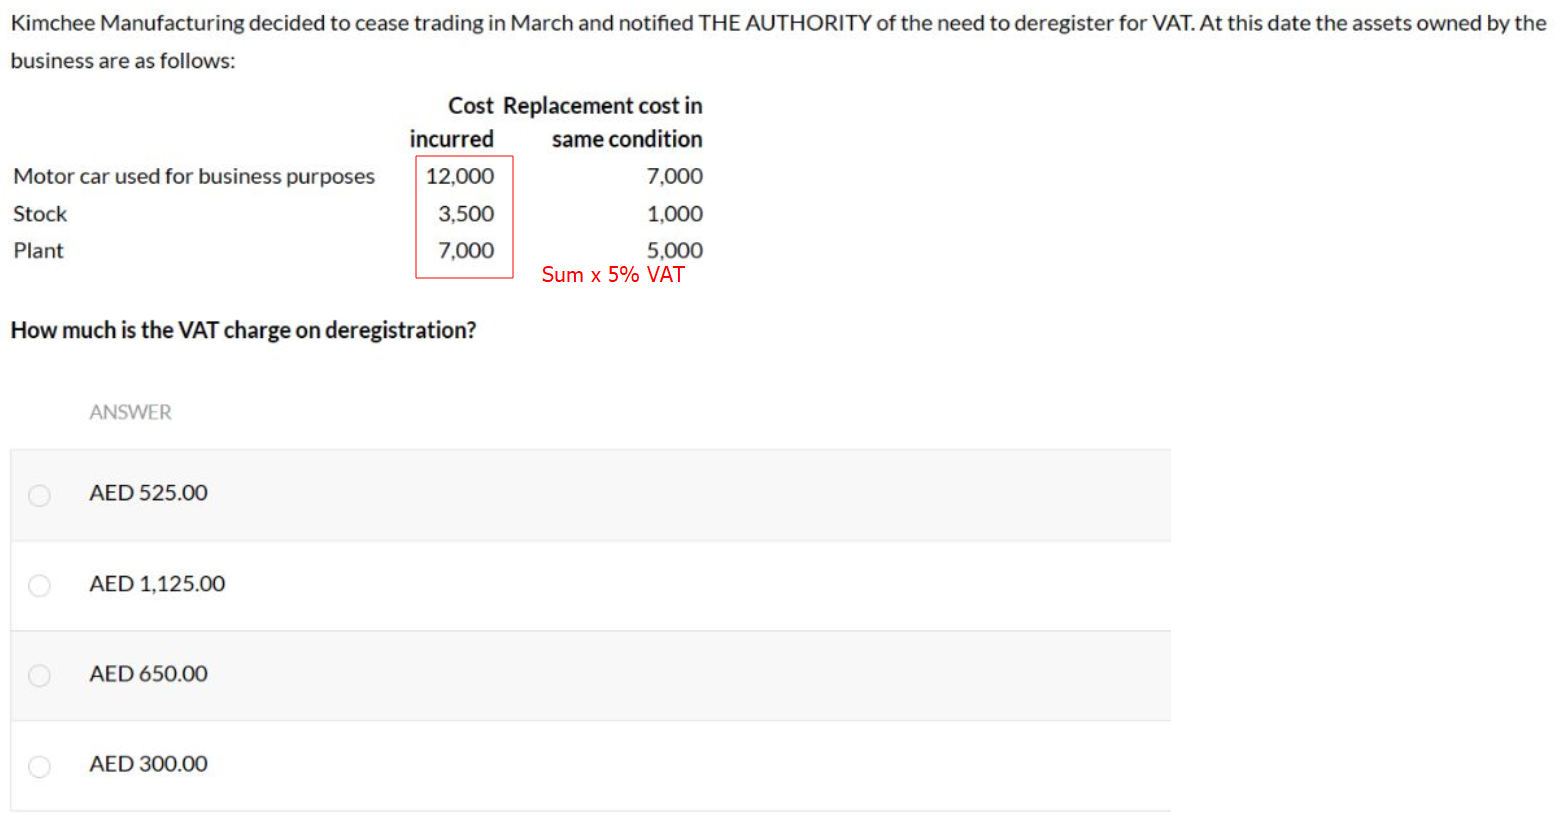 Kimchee Manufacturing decided to cease trading in March and notified THE AUTHORITY of the need to deregister for VAT. At this date the assets owned by the
business are as follows:
Cost Replacement cost in
incurred same condition
Motor car used for business purposes 12,000 7,000
Stock 3,500 1,000
Plant 7,000 5,000
Sum x 5% VAT
How much is the VAT charge on deregistration?
ANSWER
AED 525.00
AED 1,125.00
AED 650.00
AED 300.00